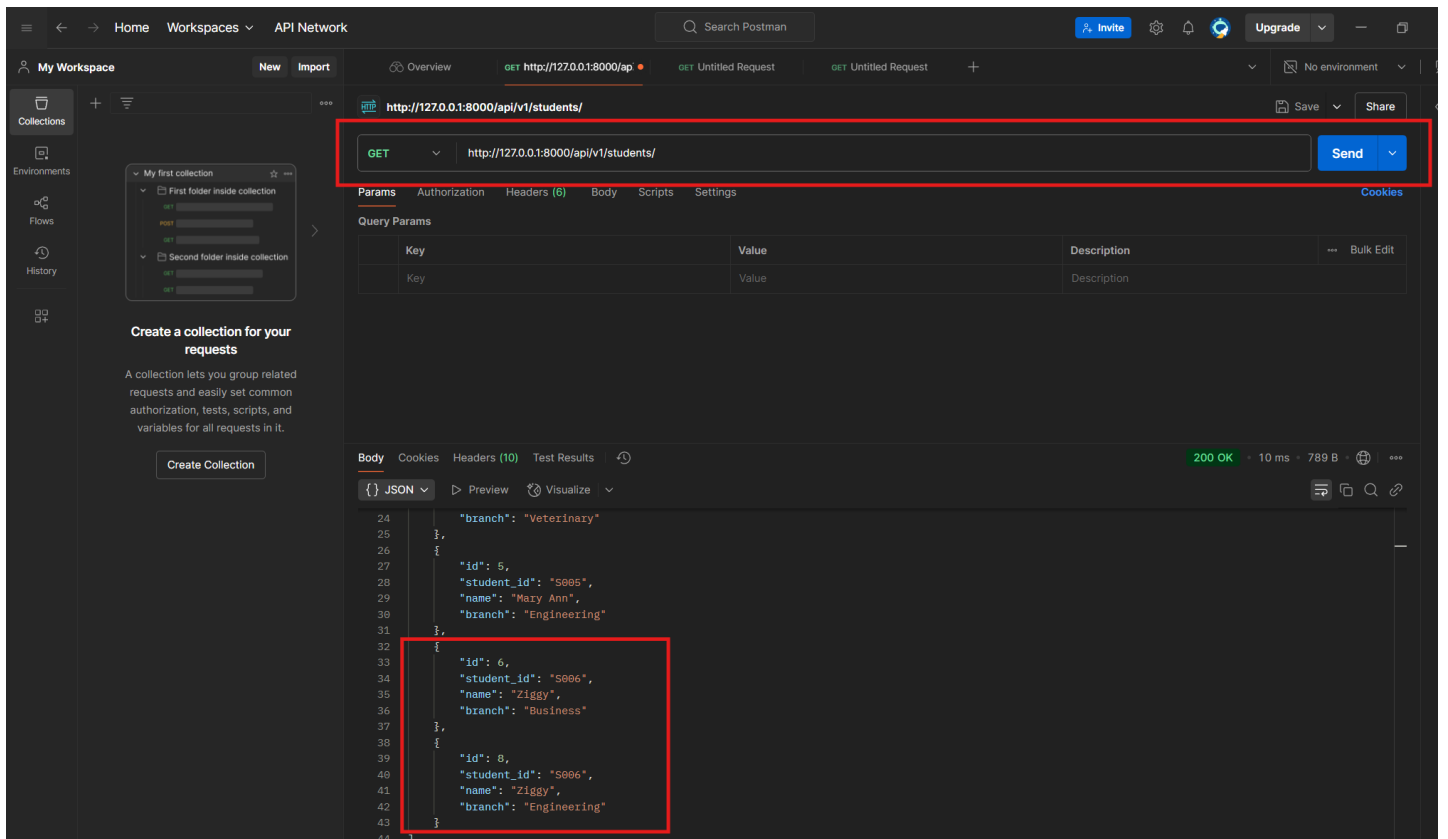 Home Workspaces API Network Search Postman Invite Upgrade
My Workspace New Import Overview GET http://127.0.0.1:8000/ap GET Untitled Request GET Untitled Request No environment
Collections
Environments
Flows
History
My first collection
First folder inside collection
GET
POST
GET
Second folder inside collection
GET
GET
Create a collection for your
requests
A collection lets you group related
requests and easily set common
authorization, tests, scripts, and
variables for all requests in it.
Create Collection
HTTP http://127.0.0.1:8000/api/v1/students/ Save Share
GET http://127.0.0.1:8000/api/v1/students/ Send
Params Authorization Headers (6) Body Scripts Settings Cookies
Query Params
Key Value Description Bulk Edit
Key Value Description
Body Cookies Headers (10) Test Results 200 OK 10 ms 789 B
{} JSON Preview Visualize
24 "branch": "Veterinary"
25 },
26 {
27 "id": 5,
28 "student_id": "S005",
29 "name": "Mary Ann",
30 "branch": "Engineering"
31 },
32 {
33 "id": 6,
34 "student_id": "S006",
35 "name": "Ziggy",
36 "branch": "Business"
37 },
38 {
39 "id": 8,
40 "student_id": "S006",
41 "name": "Ziggy",
42 "branch": "Engineering"
43 }
44 ]